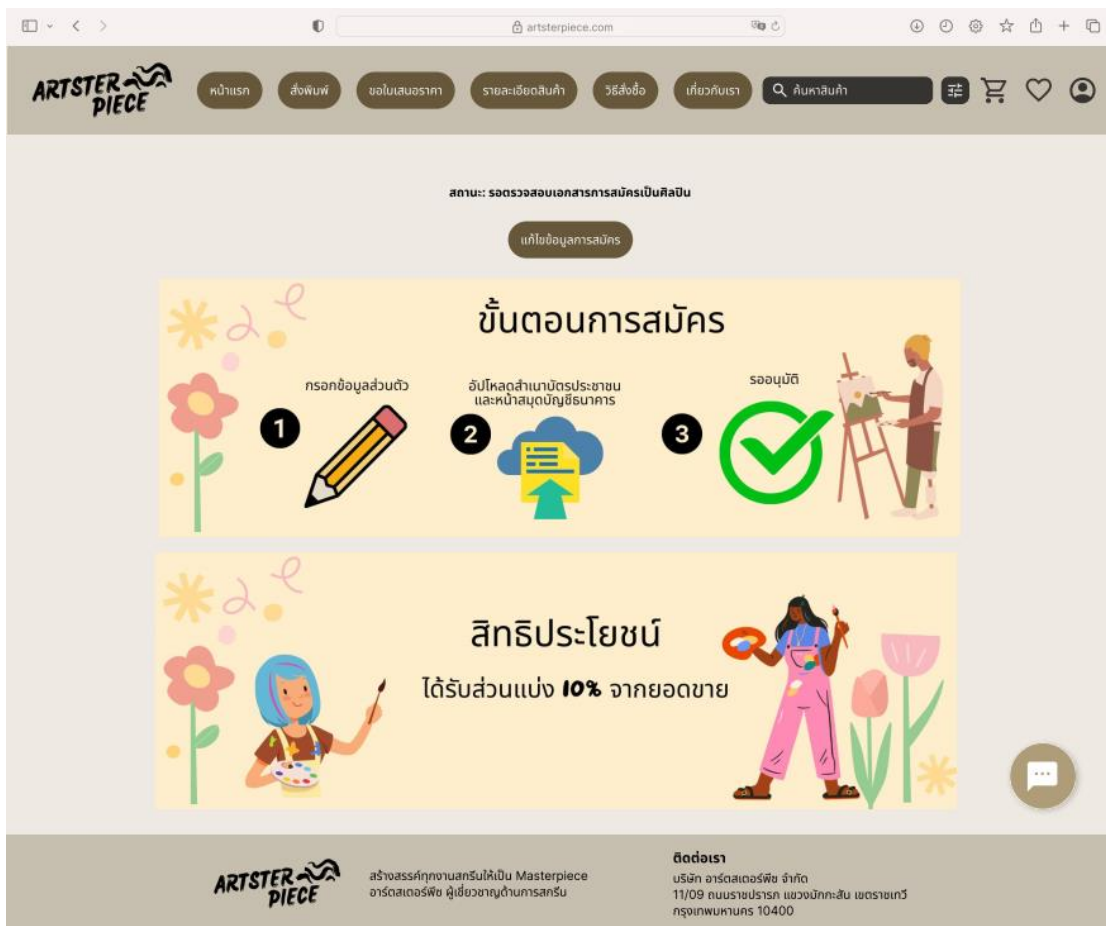 artsterpiece.com
ARTSTER
PIECE
หน้าแรก
สั่งพิมพ์
ขอใบเสนอราคา
รายละเอียดสินค้า
วิธีสั่งซื้อ
เกี่ยวกับเรา
ค้นหาสินค้า
สถานะ: รอตรวจสอบเอกสารการสมัครเป็นศิลปิน
แก้ไขข้อมูลการสมัคร
ขั้นตอนการสมัคร
กรอกข้อมูลส่วนตัว
1
อัปโหลดสำเนาบัตรประชาชน
และหน้าสมุดบัญชีธนาคาร
2
รออนุมัติ
3
สิทธิประโยชน์
ได้รับส่วนแบ่ง 10% จากยอดขาย
ARTSTER
PIECE
สร้างสรรค์ทุกงานสกรีนให้เป็น Masterpiece
อาร์ตสเตอร์พีซ ผู้เชี่ยวชาญด้านการสกรีน
ติดต่อเรา
บริษัท อาร์ตสเตอร์พีซ จำกัด
11/09 ถนนราชปรารภ แขวงมักกะสัน เขตราชเทวี
กรุงเทพมหานคร 10400